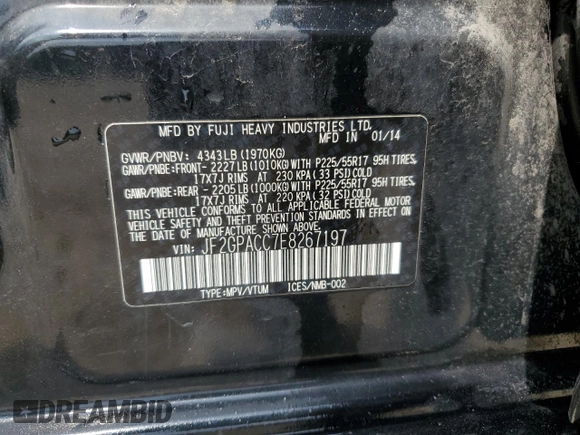 MFD BY FUJI HEAVY INDUSTRIES LTD.
MFD IN 01/14
GVWR/PNBV: 4343LB(1970KG)
GAWR/PNBE:FRONT- 2227LB(1010KG)WITH P225/55R17 95H TIRES,
17X7J RIMS AT 230 KPA(33 PSI)COLD
GAWR/PNBE:REAR - 2205LB(1000KG)WITH P225/55R17 95H TIRES,
17X7J RIMS AT 220 KPA(32 PSI)COLD
THIS VEHICLE CONFORMS TO ALL APPLICABLE FEDERAL MOTOR
VEHICLE SAFETY AND THEFT PREVENTION STANDARDS IN EFFECT ON
THE DATE OF MANUFACTURE SHOWN ABOVE.
VIN: JF2GPACC7E8267197
TYPE:MPV/VTUM ICES/NMB-002
DREAMBID